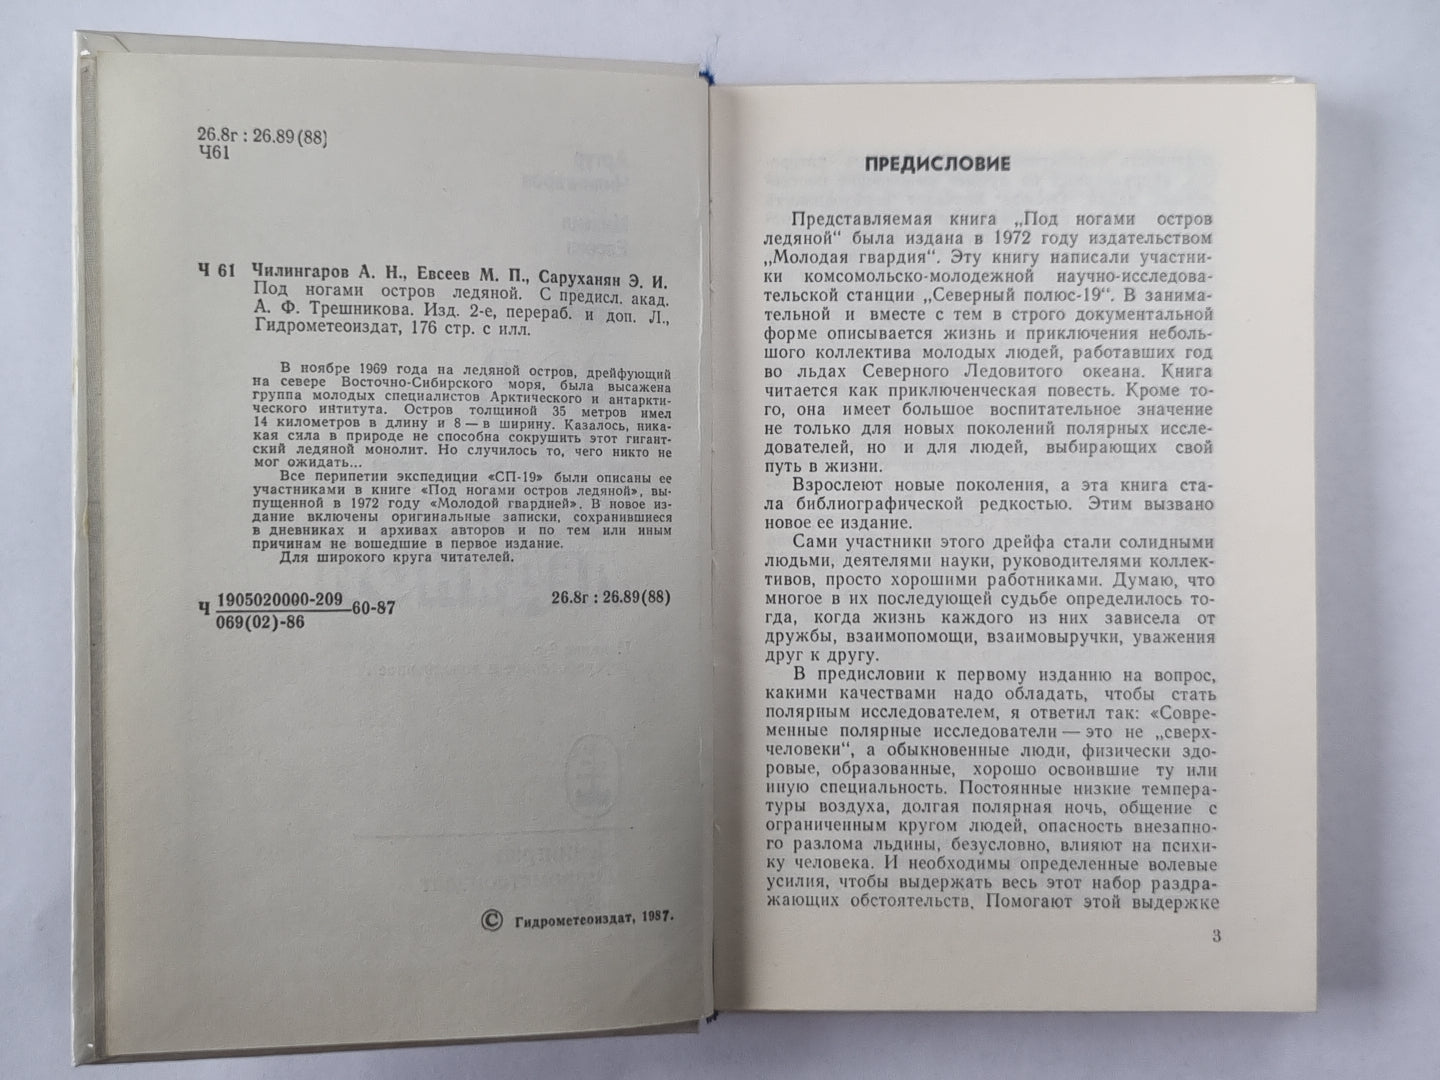 26.8г : 26.89(88)
Ч61
Ч 61 Чилингаров А. Н., Евсеев М. П., Саруханян Э. И.
Под ногами остров ледяной. С предисл. акад.
А. Ф. Трешникова. Изд. 2-е, перераб. и доп. Л.,
Гидрометеоиздат, 176 стр. с илл.
В ноябре 1969 года на ледяной остров, дрейфующий
на севере Восточно-Сибирского моря, была высажена
группа молодых специалистов Арктического и антаркти-
ческого интитута. Остров толщиной 35 метров имел
14 километров в длину и 8 — в ширину. Казалось, ника-
кая сила в природе не способна сокрушить этот гигант-
ский ледяной монолит. Но случилось то, чего никто не
мог ожидать...
Все перипетии экспедиции «СП-19» были описаны ее
участниками в книге «Под ногами остров ледяной», вы-
пущенной в 1972 году «Молодой гвардией». В новое из-
дание включены оригинальные записки, сохранившиеся
в дневниках и архивах авторов и по тем или иным
причинам не вошедшие в первое издание.
Для широкого круга читателей.
Ч 1905020000-209
069(02)-86
60-87
26.8г : 26.89(88)
© Гидрометеоиздат, 1987.
ПРЕДИСЛОВИЕ
Представляемая книга „Под ногами остров
ледяной“ была издана в 1972 году издательством
„Молодая гвардия“. Эту книгу написали участни-
ки комсомольско-молодежной научно-исследова-
тельской станции „Северный полюс-19“. В занима-
тельной и вместе с тем в строго документальной
форме описывается жизнь и приключения неболь-
шого коллектива молодых людей, работавших год
во льдах Северного Ледовитого океана. Книга
читается как приключенческая повесть. Кроме то-
го, она имеет большое воспитательное значение
не только для новых поколений полярных иссле-
дователей, но и для людей, выбирающих свой
путь в жизни.
Взрослеют новые поколения, а эта книга ста-
ла библиографической редкостью. Этим вызвано
новое ее издание.
Сами участники этого дрейфа стали солидными
людьми, деятелями науки, руководителями коллек-
тивов, просто хорошими работниками. Думаю, что
многое в их последующей судьбе определилось то-
гда, когда жизнь каждого из них зависела от
дружбы, взаимопомощи, взаимовыручки, уважения
друг к другу.
В предисловии к первому изданию на вопрос,
какими качествами надо обладать, чтобы стать
полярным исследователем, я ответил так: «Совре-
менные полярные исследователи — это не „сверх-
человеки“, а обыкновенные люди, физически здо-
ровые, образованные, хорошо освоившие ту или
иную специальность. Постоянные низкие темпера-
туры воздуха, долгая полярная ночь, общение с
ограниченным кругом людей, опасность внезапно-
го разлома льдины, безусловно, влияют на психи-
ку человека. И необходимы определенные волевые
усилия, чтобы выдержать весь этот набор раздра-
жающих обстоятельств. Помогают этой выдержке
3